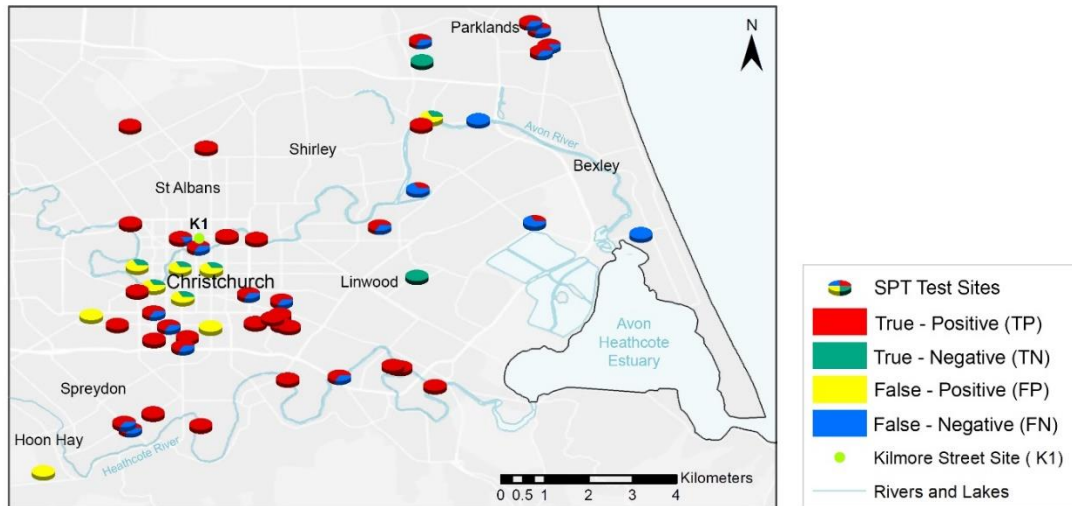 Parklands
N
Avon River
Shirley
Bexley
St Albans
K1
Christchurch
Linwood
Avon
Heathcote
Estuary
Spreydon
Hoon Hay
Heathcote River
Kilometers
0 0.5 1 2 3 4
SPT Test Sites
True - Positive (TP)
True - Negative (TN)
False - Positive (FP)
False - Negative (FN)
Kilmore Street Site ( K1)
Rivers and Lakes